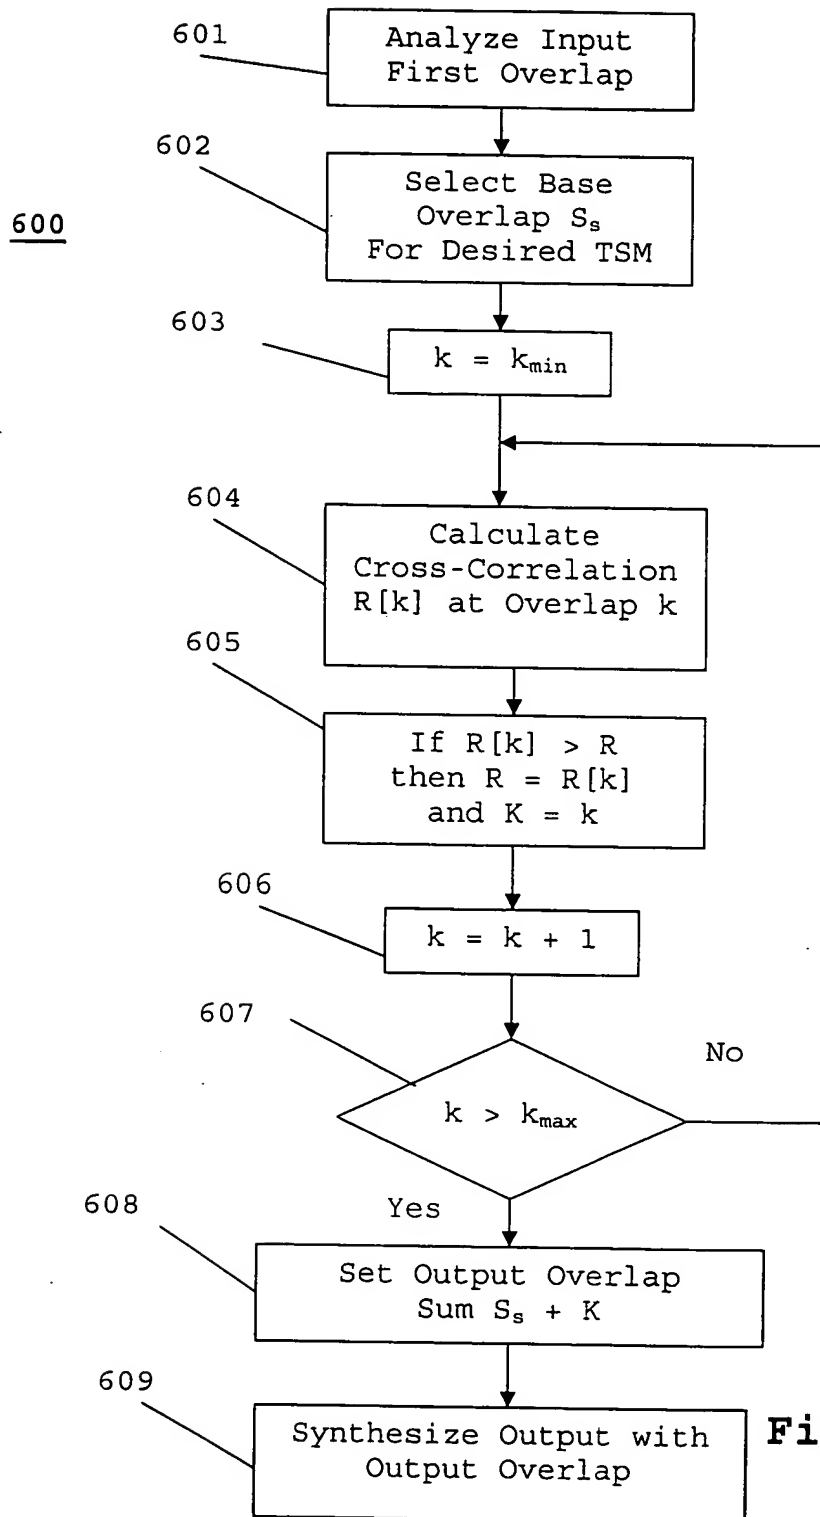 601
Analyze Input
First Overlap
602
Select Base
Overlap Sₛ
For Desired TSM
600
603
k = kₘᵢₙ
604
Calculate
Cross-Correlation
R[k] at Overlap k
605
If R[k] > R
then R = R[k]
and K = k
606
k = k + 1
607
No
k > kₘₐₓ
Yes
608
Set Output Overlap
Sum Sₛ + K
609
Synthesize Output with
Output Overlap
Fi